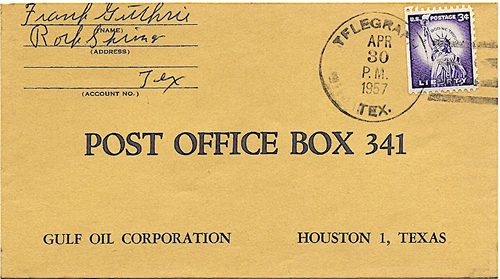 Frank Guthrie
(NAME)
Rock Springs
(ADDRESS)
Tex
(ACCOUNT NO.)
TELEGRAPH
APR
30
P.M.
1957
TEX.
U.S. POSTAGE 3¢
LIBERTY
POST OFFICE BOX 341
GULF OIL CORPORATION HOUSTON 1, TEXAS